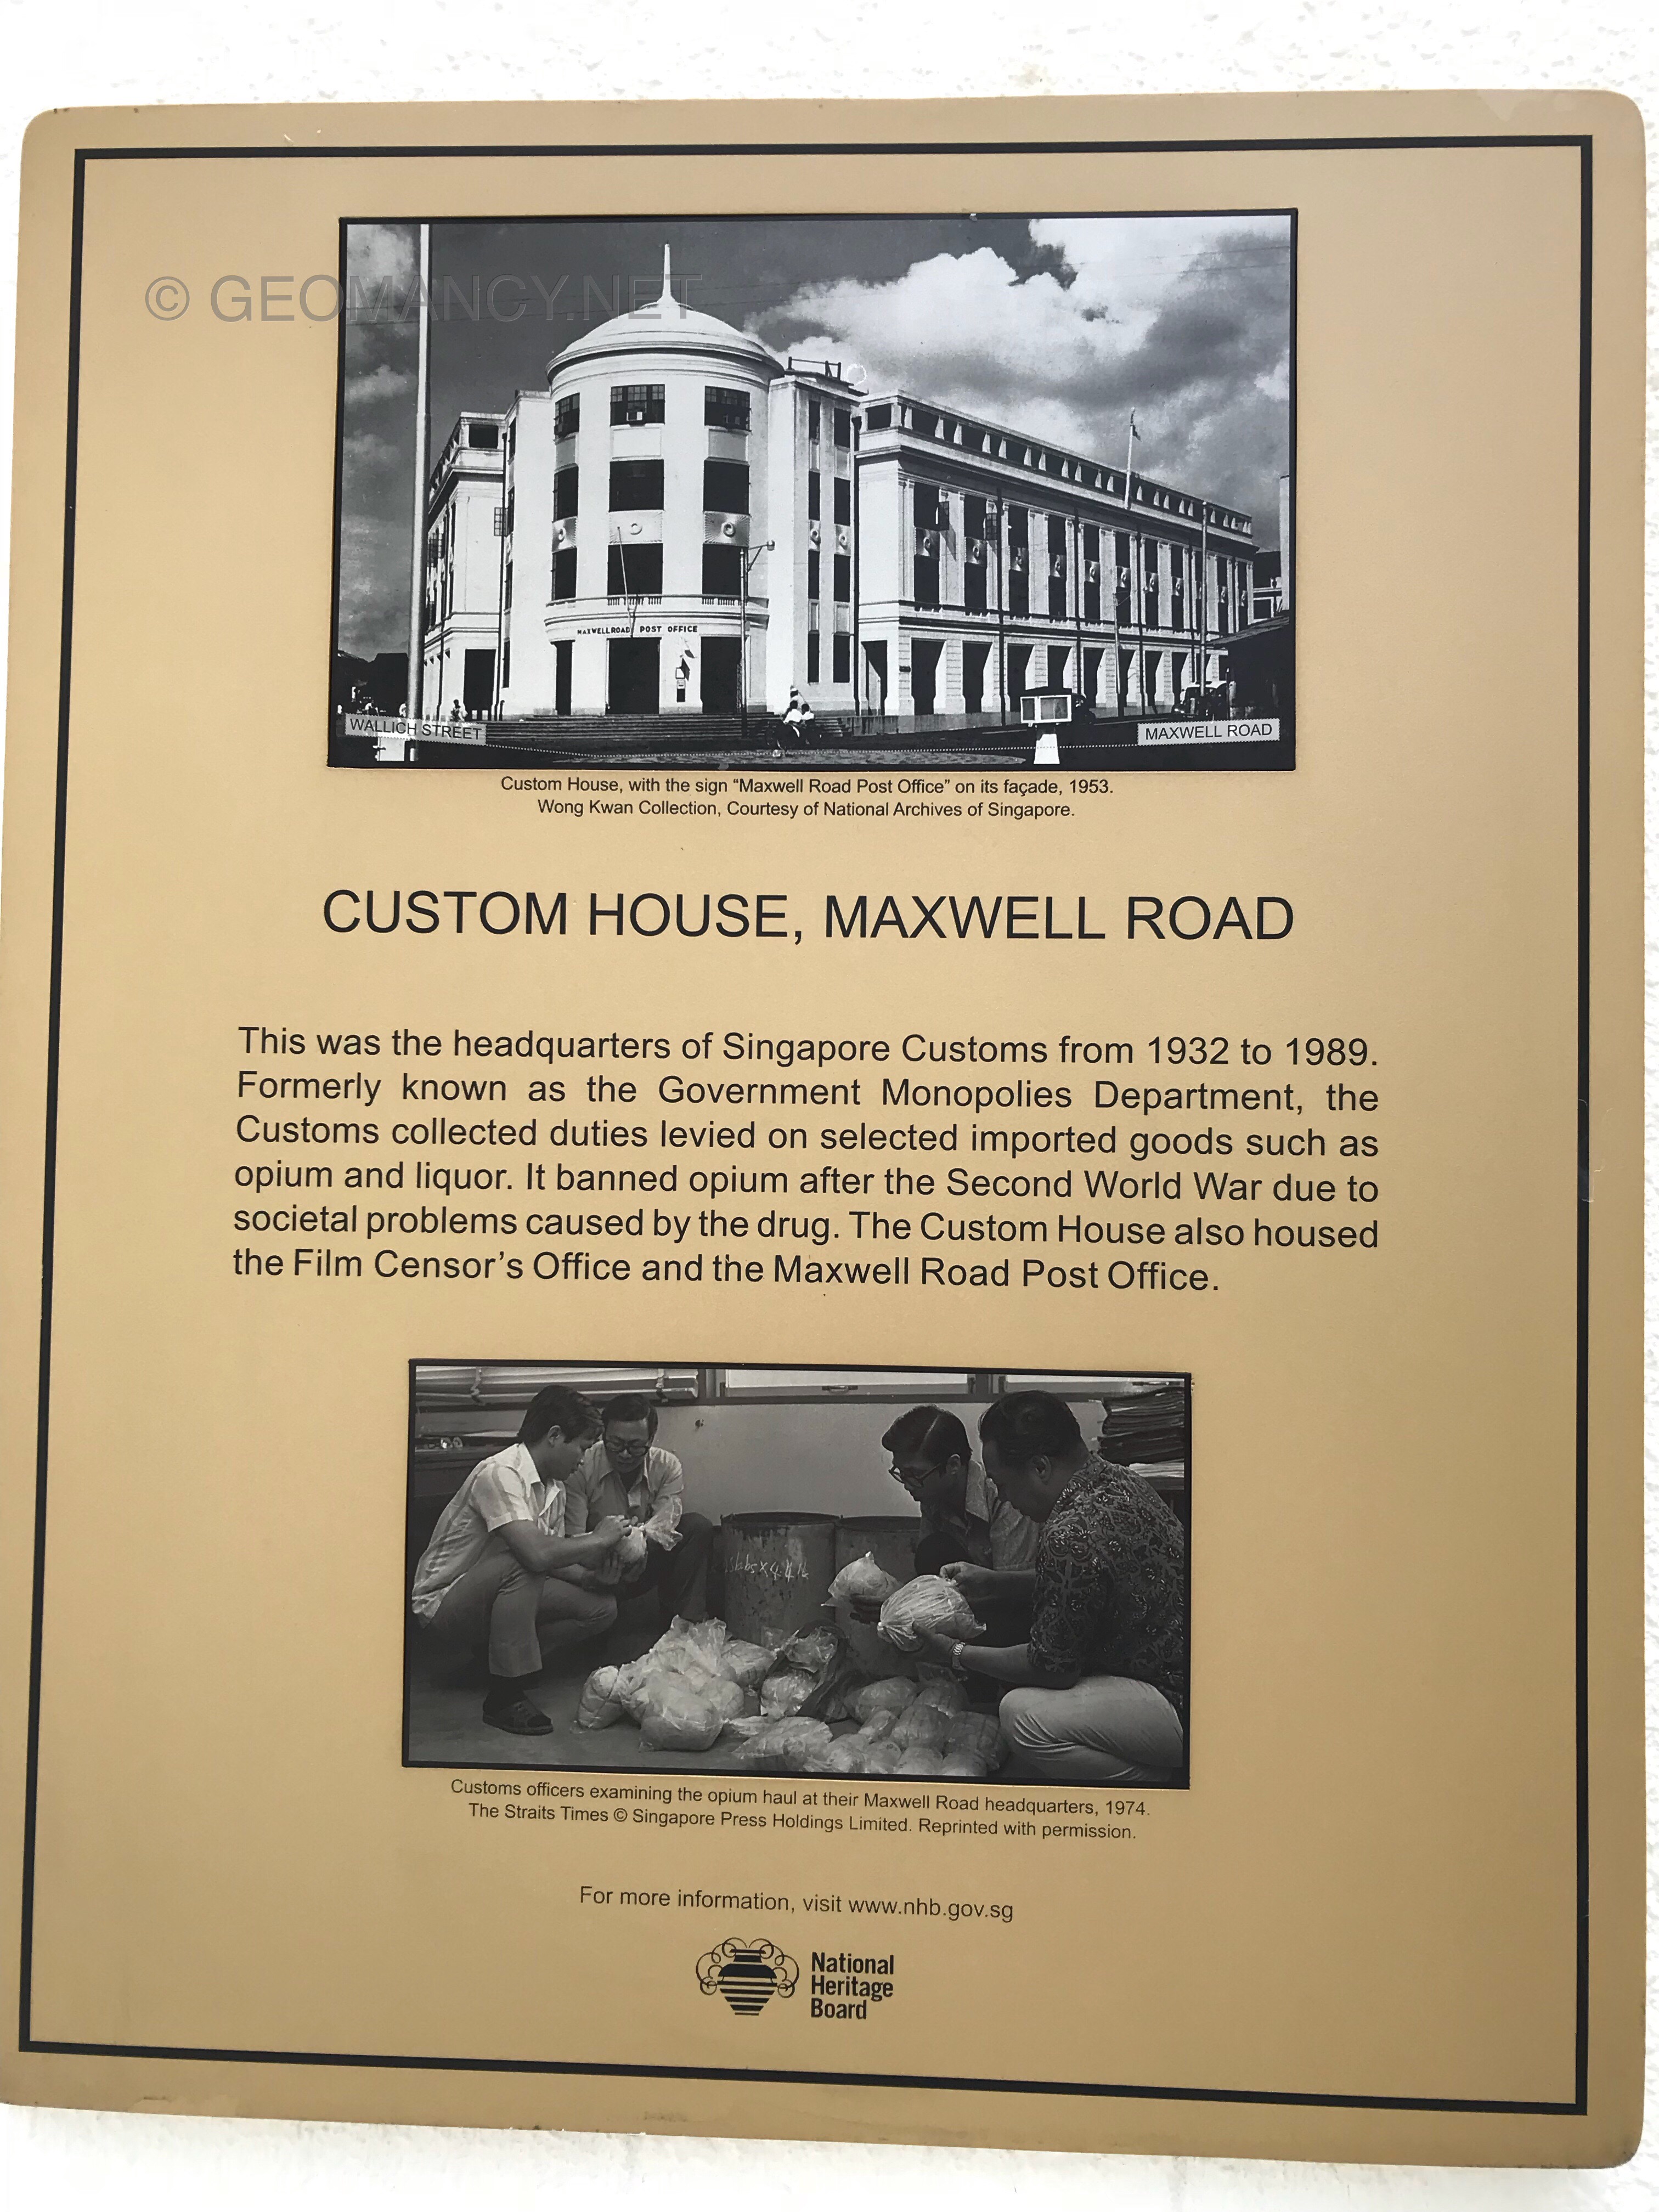 © GEOMANCY.NET
MAXWELL ROAD POST OFFICE
WALLICH STREET
MAXWELL ROAD
Custom House, with the sign “Maxwell Road Post Office” on its façade, 1953.
Wong Kwan Collection, Courtesy of National Archives of Singapore.
CUSTOM HOUSE, MAXWELL ROAD
This was the headquarters of Singapore Customs from 1932 to 1989.
Formerly known as the Government Monopolies Department, the
Customs collected duties levied on selected imported goods such as
opium and liquor. It banned opium after the Second World War due to
societal problems caused by the drug. The Custom House also housed
the Film Censor’s Office and the Maxwell Road Post Office.
Customs officers examining the opium haul at their Maxwell Road headquarters, 1974.
The Straits Times © Singapore Press Holdings Limited. Reprinted with permission.
For more information, visit www.nhb.gov.sg
National
Heritage
Board